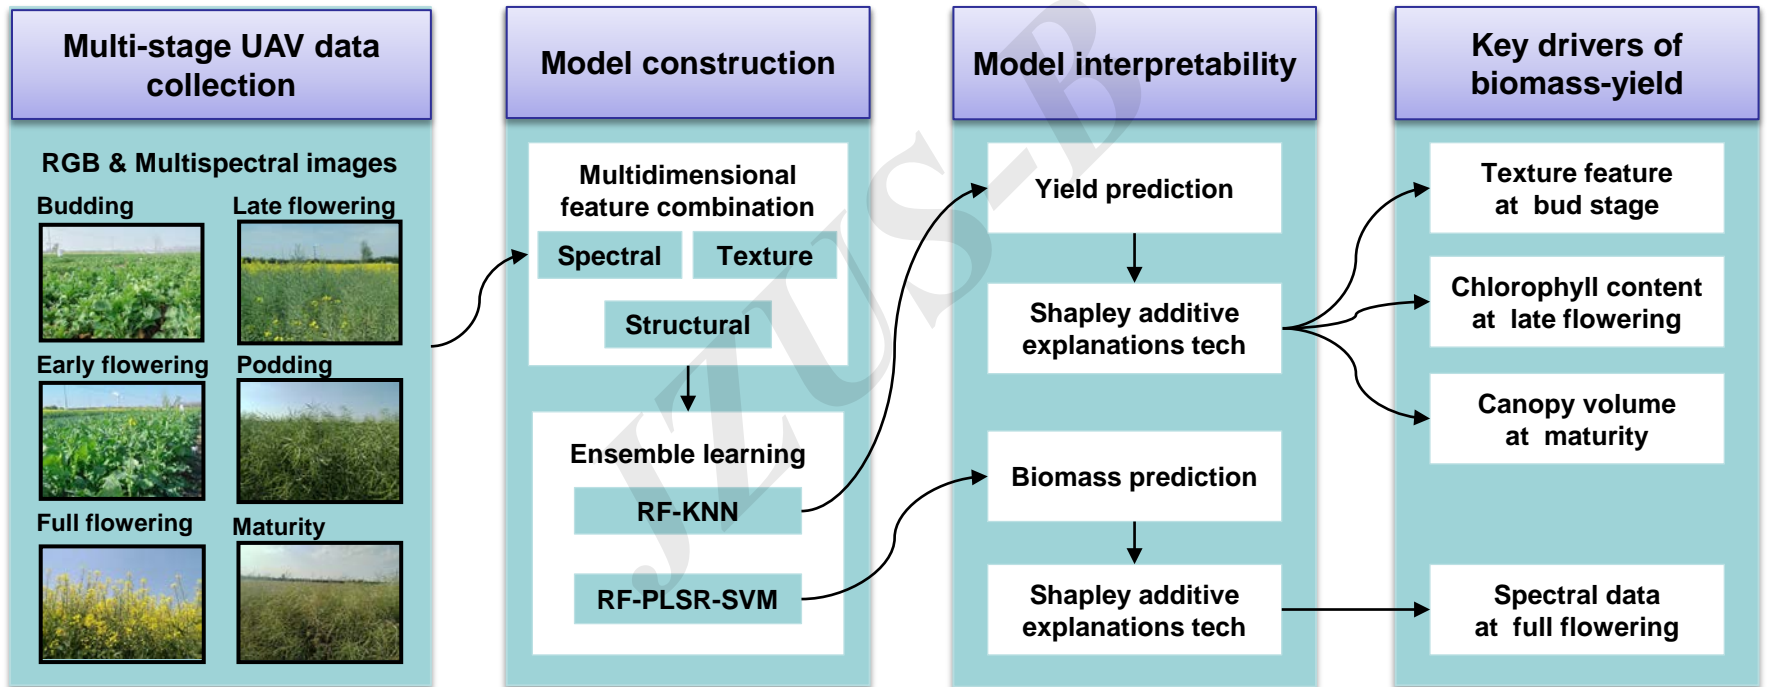 Multi-stage UAV data
collection
RGB & Multispectral images
Budding
Late flowering
Early flowering
Podding
Full flowering
Maturity
Model construction
Multidimensional
feature combination
Spectral
Texture
Structural
Ensemble learning
RF-KNN
RF-PLSR-SVM
Model interpretability
Yield prediction
Shapley additive
explanations tech
Biomass prediction
Shapley additive
explanations tech
Key drivers of
biomass-yield
Texture feature
at bud stage
Chlorophyll content
at late flowering
Canopy volume
at maturity
Spectral data
at full flowering
JZUS-B